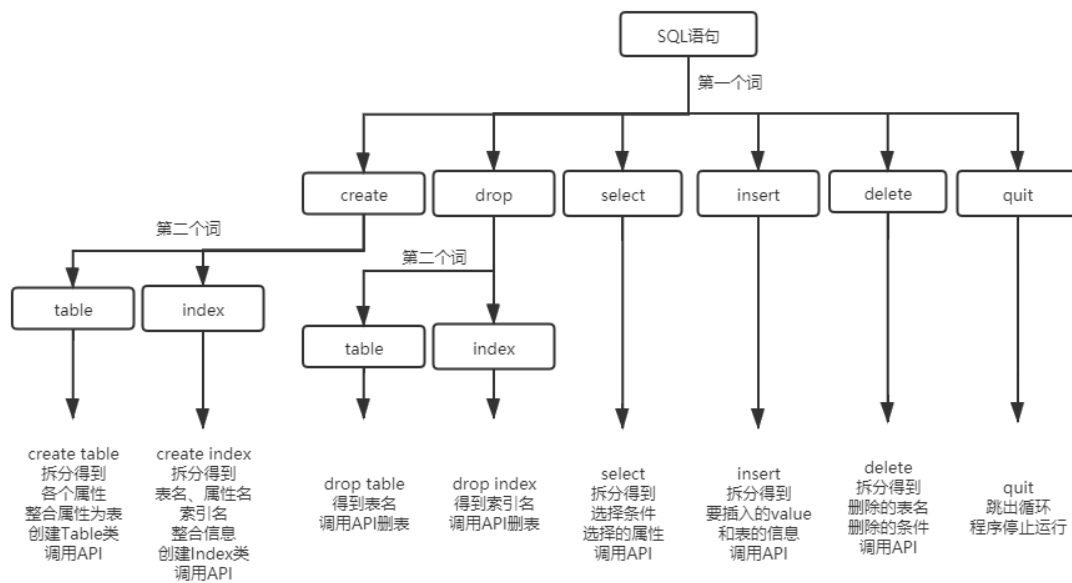 SQL语句
第一个词
create
drop
select
insert
delete
quit
第二个词
第二个词
table
index
table
index
create table
拆分得到
各个属性
整合属性为表
创建Table类
调用API
create index
拆分得到
表名、属性名
索引名
整合信息
创建Index类
调用API
drop table
得到表名
调用API删表
drop index
得到索引名
调用API删表
select
拆分得到
选择条件
选择的属性
调用API
insert
拆分得到
要插入的value
和表的信息
调用API
delete
拆分得到
删除的表名
删除的条件
调用API
quit
跳出循环
程序停止运行